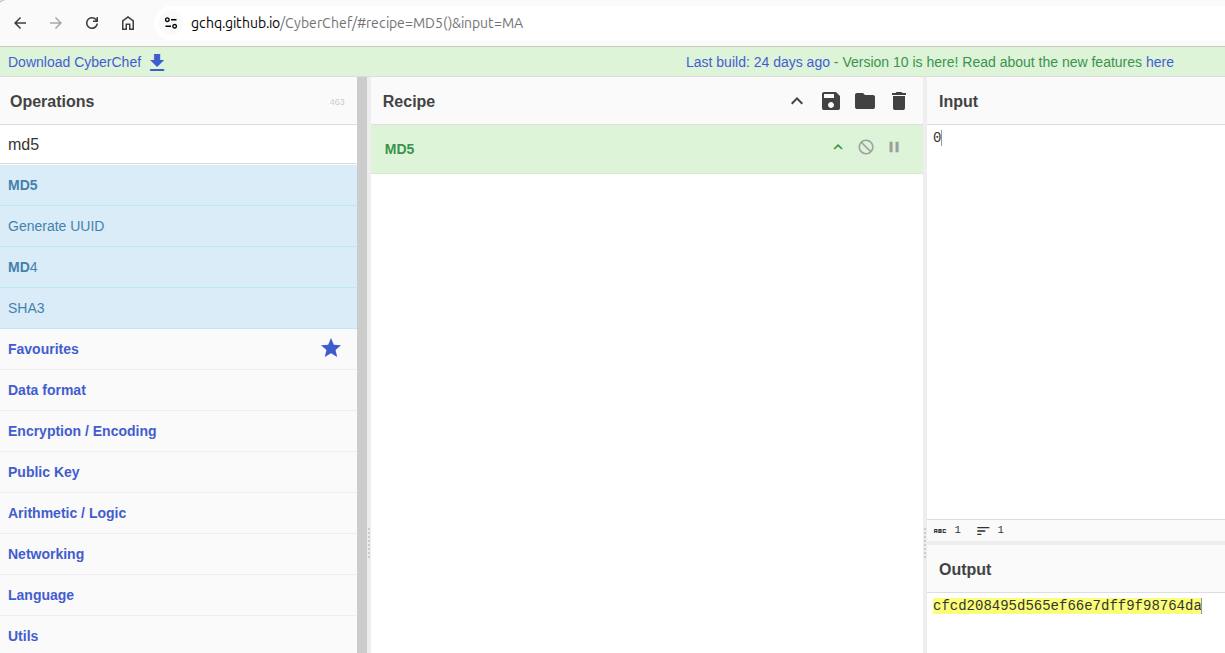 gchq.github.io/CyberChef/#recipe=MD5()&input=MA
Download CyberChef
Last build: 24 days ago - Version 10 is here! Read about the new features here
Operations
463
Recipe
Input
md5
MD5
Generate UUID
MD4
SHA3
Favourites
Data format
Encryption / Encoding
Public Key
Arithmetic / Logic
Networking
Language
Utils
MD5
0
ABC 1
1
Output
cfcd208495d565ef66e7dff9f98764da